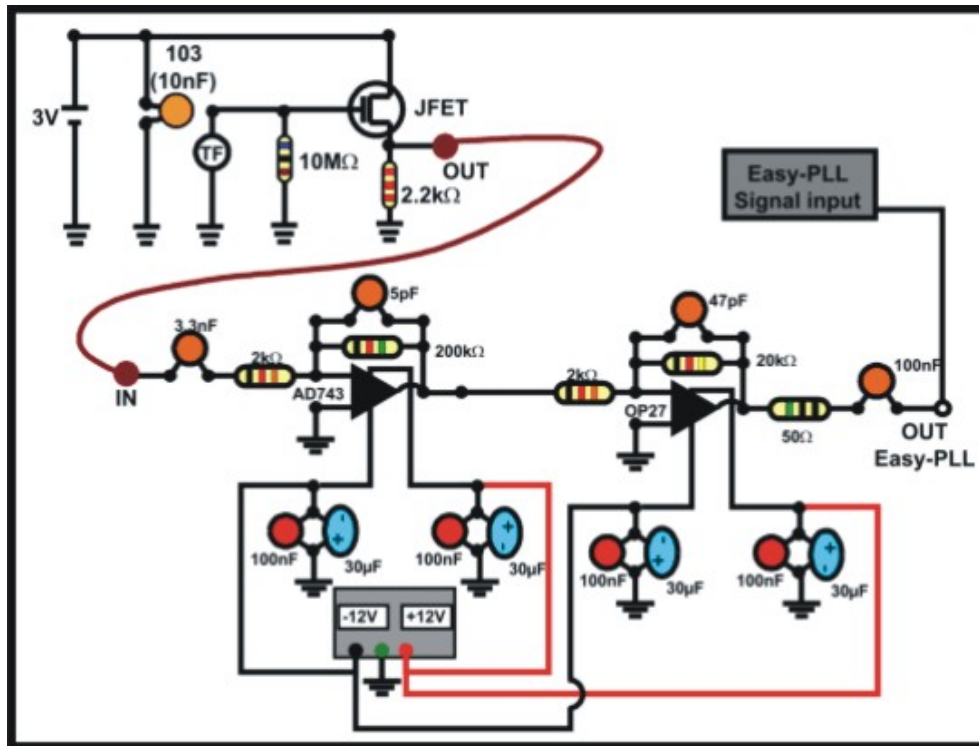 103
(10nF)
3V
JFET
TF
10MΩ
OUT
2.2kΩ
Easy-PLL
Signal input
5pF
47pF
3.3nF
2kΩ
200kΩ
2kΩ
20kΩ
100nF
IN
AD743
OP27
50Ω
OUT
Easy-PLL
100nF
30µF
100nF
30µF
100nF
30µF
100nF
30µF
-12V
+12V